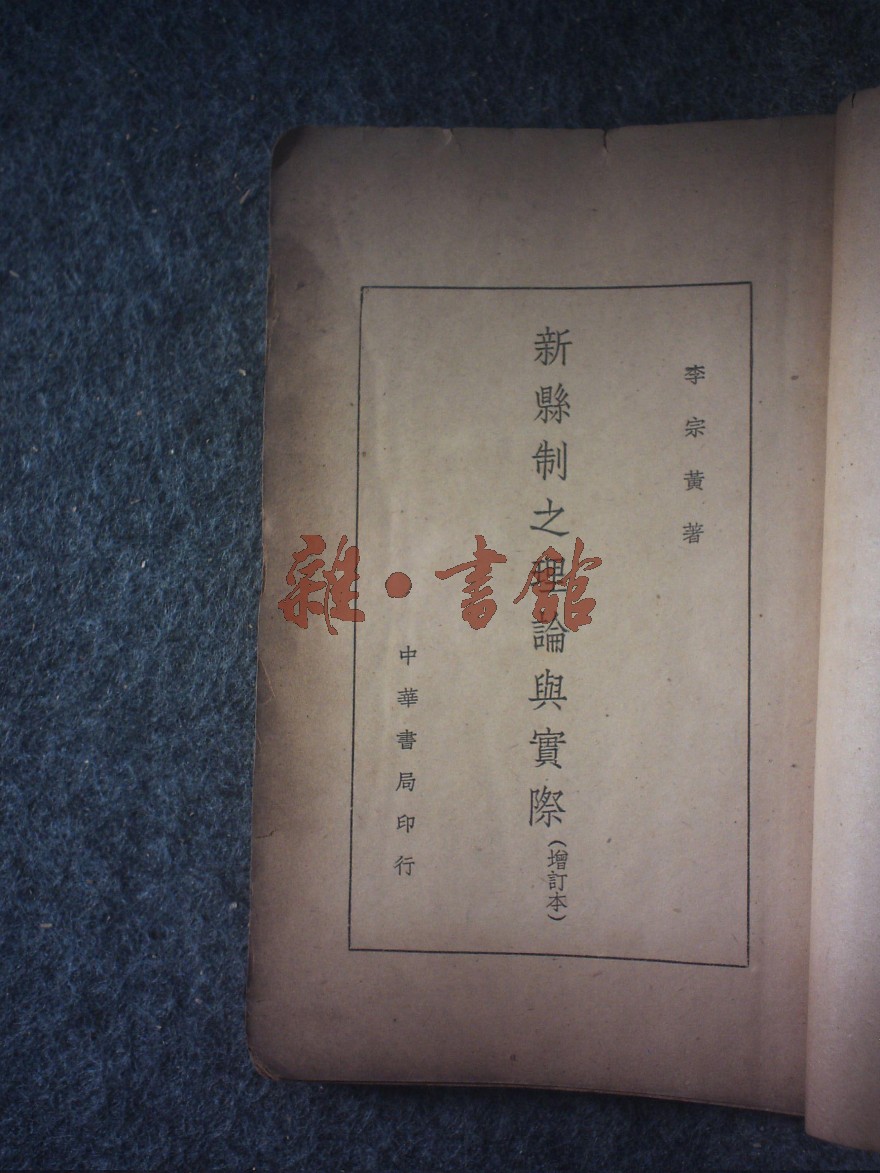 李宗黃著
新縣制之理論與實際(增訂本)
中華書局印行
雜·書館